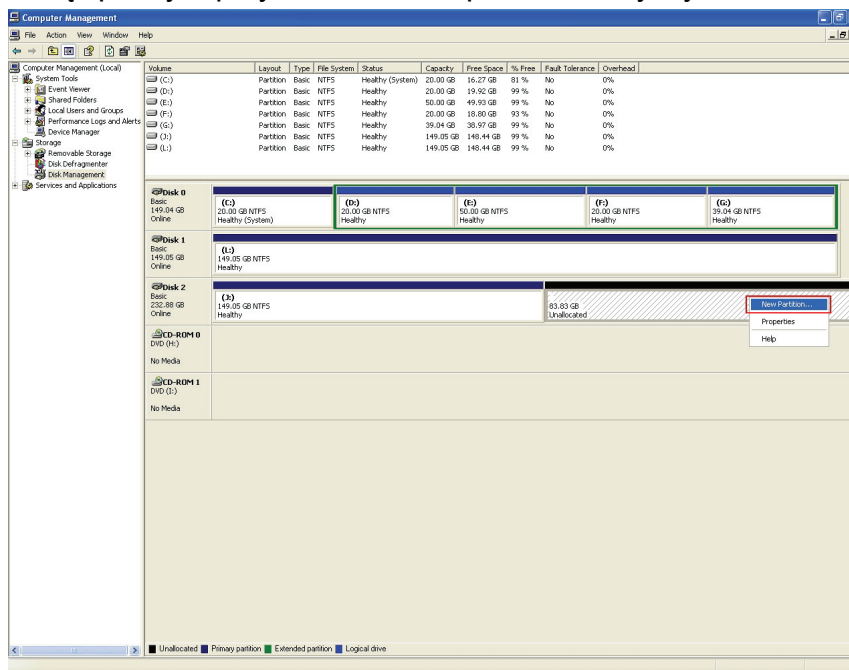 Computer Management
File Action View Window Help
Computer Management (Local)
System Tools
Event Viewer
Shared Folders
Local Users and Groups
Performance Logs and Alerts
Device Manager
Storage
Removable Storage
Disk Defragmenter
Disk Management
Services and Applications
Volume Layout Type File System Status Capacity Free Space % Free Fault Tolerance Overhead
(C:) Partition Basic NTFS Healthy (System) 20.00 GB 16.27 GB 81 % No 0%
(D:) Partition Basic NTFS Healthy 20.00 GB 19.92 GB 99 % No 0%
(E:) Partition Basic NTFS Healthy 50.00 GB 49.93 GB 99 % No 0%
(F:) Partition Basic NTFS Healthy 20.00 GB 18.80 GB 93 % No 0%
(G:) Partition Basic NTFS Healthy 39.04 GB 38.97 GB 99 % No 0%
(J:) Partition Basic NTFS Healthy 149.05 GB 148.44 GB 99 % No 0%
(L:) Partition Basic NTFS Healthy 149.05 GB 148.44 GB 99 % No 0%
Disk 0
Basic
149.04 GB
Online
(C:)
20.00 GB NTFS
Healthy (System)
(D:)
20.00 GB NTFS
Healthy
(E:)
50.00 GB NTFS
Healthy
(F:)
20.00 GB NTFS
Healthy
(G:)
39.04 GB NTFS
Healthy
Disk 1
Basic
149.05 GB
Online
(L:)
149.05 GB NTFS
Healthy
Disk 2
Basic
232.88 GB
Online
(J:)
149.05 GB NTFS
Healthy
83.83 GB
Unallocated
New Partition...
Properties
Help
CD-ROM 0
DVD (H:)
No Media
CD-ROM 1
DVD (I:)
No Media
Unallocated Primary partition Extended partition Logical drive